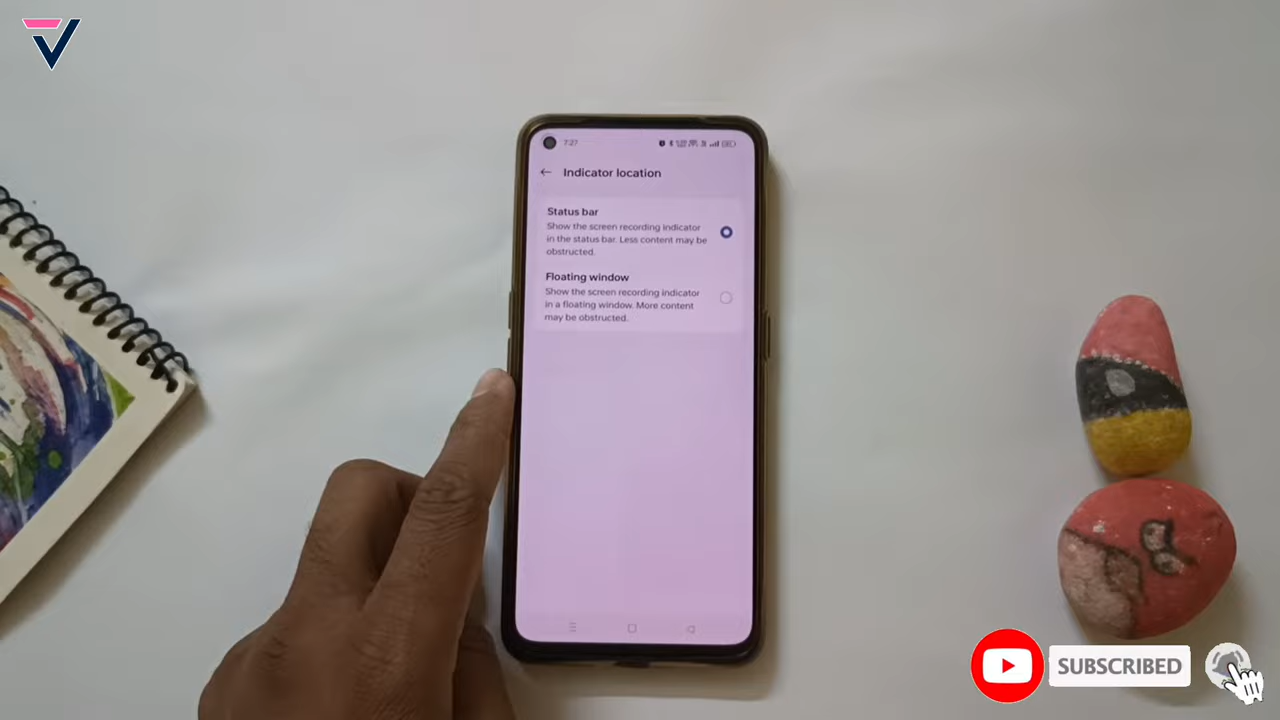 7:27
Indicator location
Status bar
Show the screen recording indicator
in the status bar. Less content may be
obstructed.
Floating window
Show the screen recording indicator
in a floating window. More content
may be obstructed.
SUBSCRIBED